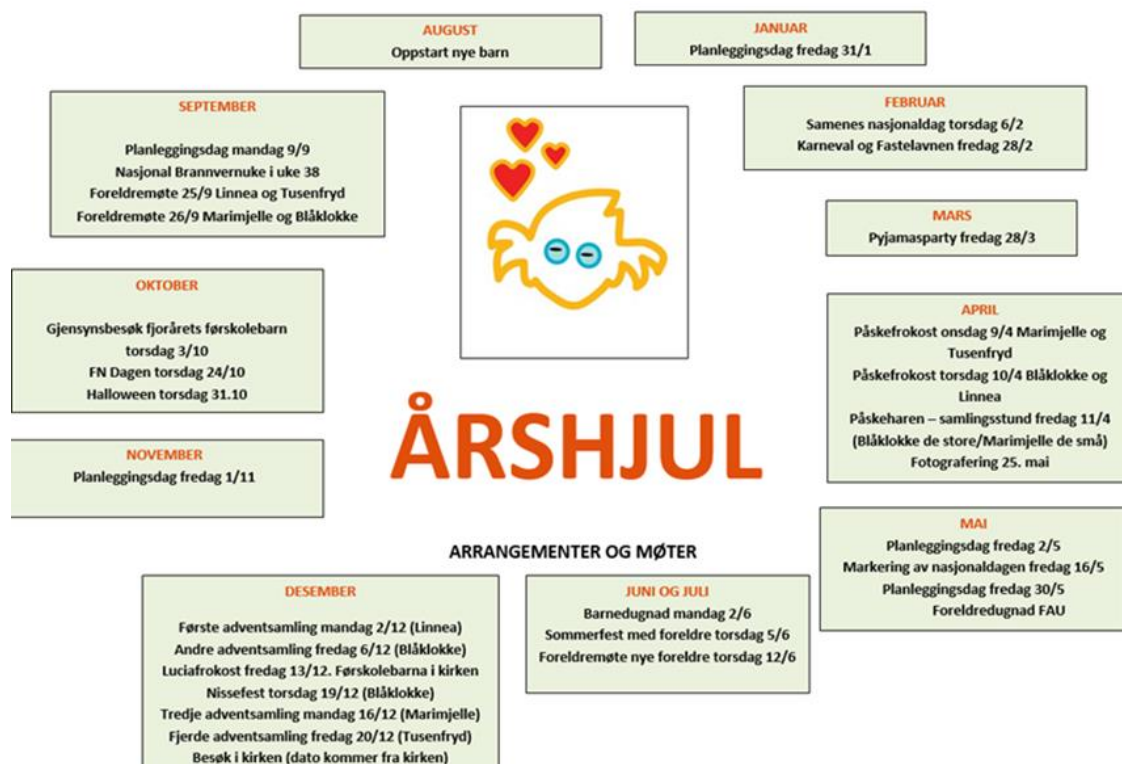 AUGUST
Oppstart nye barn
JANUAR
Planleggingsdag fredag 31/1
SEPTEMBER
Planleggingsdag mandag 9/9
Nasjonal Brannvernuke i uke 38
Foreldremøte 25/9 Linnea og Tusenfryd
Foreldremøte 26/9 Marimjelle og Blåklokke
FEBRUAR
Samenes nasjonaldag torsdag 6/2
Karneval og Fastelavnen fredag 28/2
MARS
Pyjamasparty fredag 28/3
OKTOBER
Gjensynsbesøk fjorårets førskolebarn
torsdag 3/10
FN Dagen torsdag 24/10
Halloween torsdag 31.10
APRIL
Påskefrokost onsdag 9/4 Marimjelle og
Tusenfryd
Påskefrokost torsdag 10/4 Blåklokke og
Linnea
Påskeharen – samlingsstund fredag 11/4
(Blåklokke de store/Marimjelle de små)
Fotografering 25. mai
ÅRSHJUL
NOVEMBER
Planleggingsdag fredag 1/11
MAI
Planleggingsdag fredag 2/5
Markering av nasjonaldagen fredag 16/5
Planleggingsdag fredag 30/5
Foreldredugnad FAU
ARRANGEMENTER OG MØTER
DESEMBER
Første adventsamling mandag 2/12 (Linnea)
Andre adventsamling fredag 6/12 (Blåklokke)
Luciafrokost fredag 13/12. Førskolebarna i kirken
Nissefest torsdag 19/12 (Blåklokke)
Tredje adventsamling mandag 16/12 (Marimjelle)
Fjerde adventsamling fredag 20/12 (Tusenfryd)
Besøk i kirken (dato kommer fra kirken)
JUNI OG JULI
Barnedugnad mandag 2/6
Sommerfest med foreldre torsdag 5/6
Foreldremøte nye foreldre torsdag 12/6